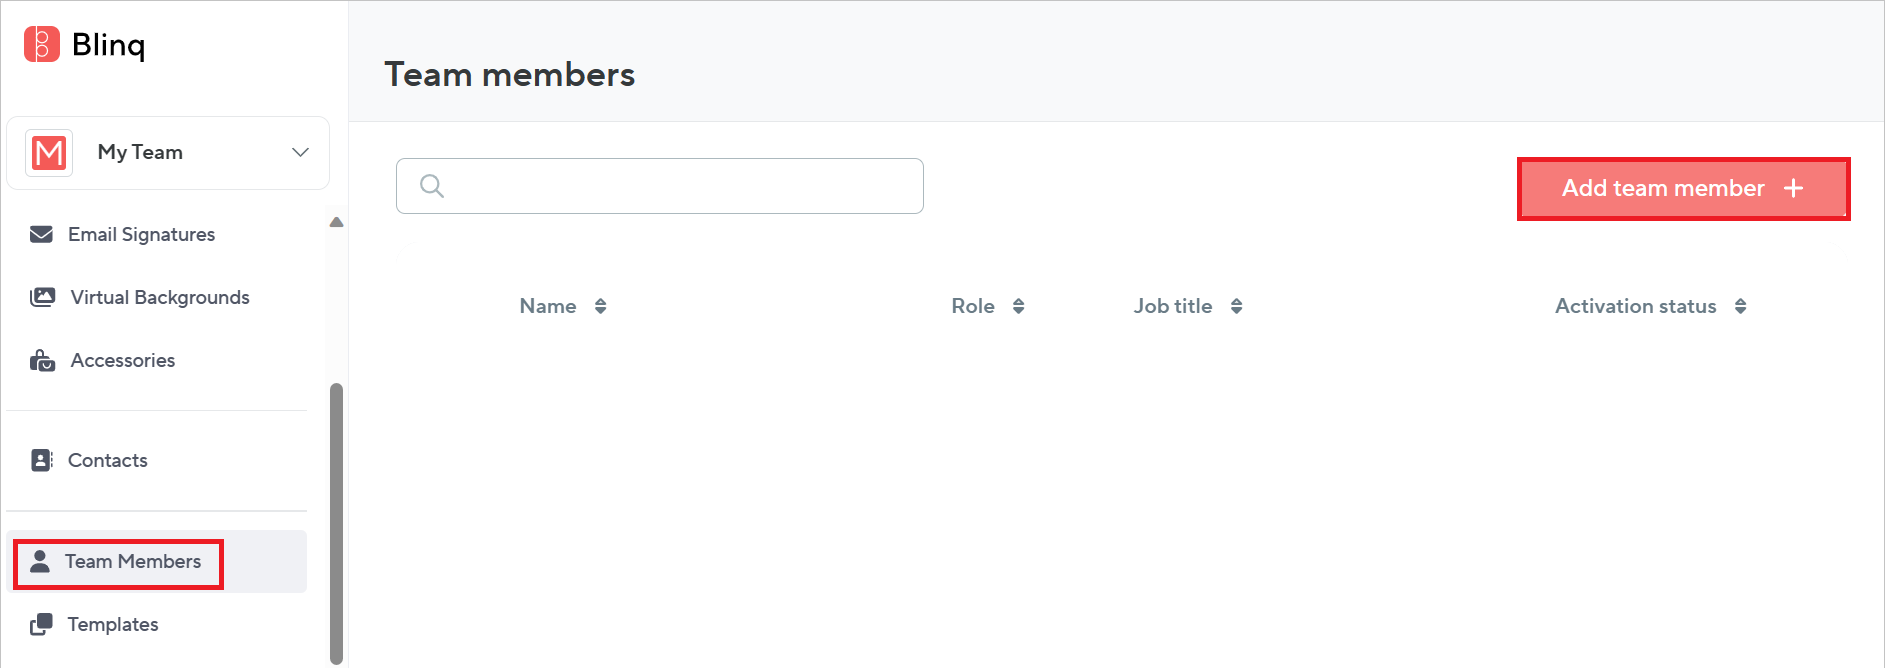 Blinq
M
My Team
Email Signatures
Virtual Backgrounds
Accessories
Contacts
Team Members
Templates
Team members
Add team member +
Name
Role
Job title
Activation status